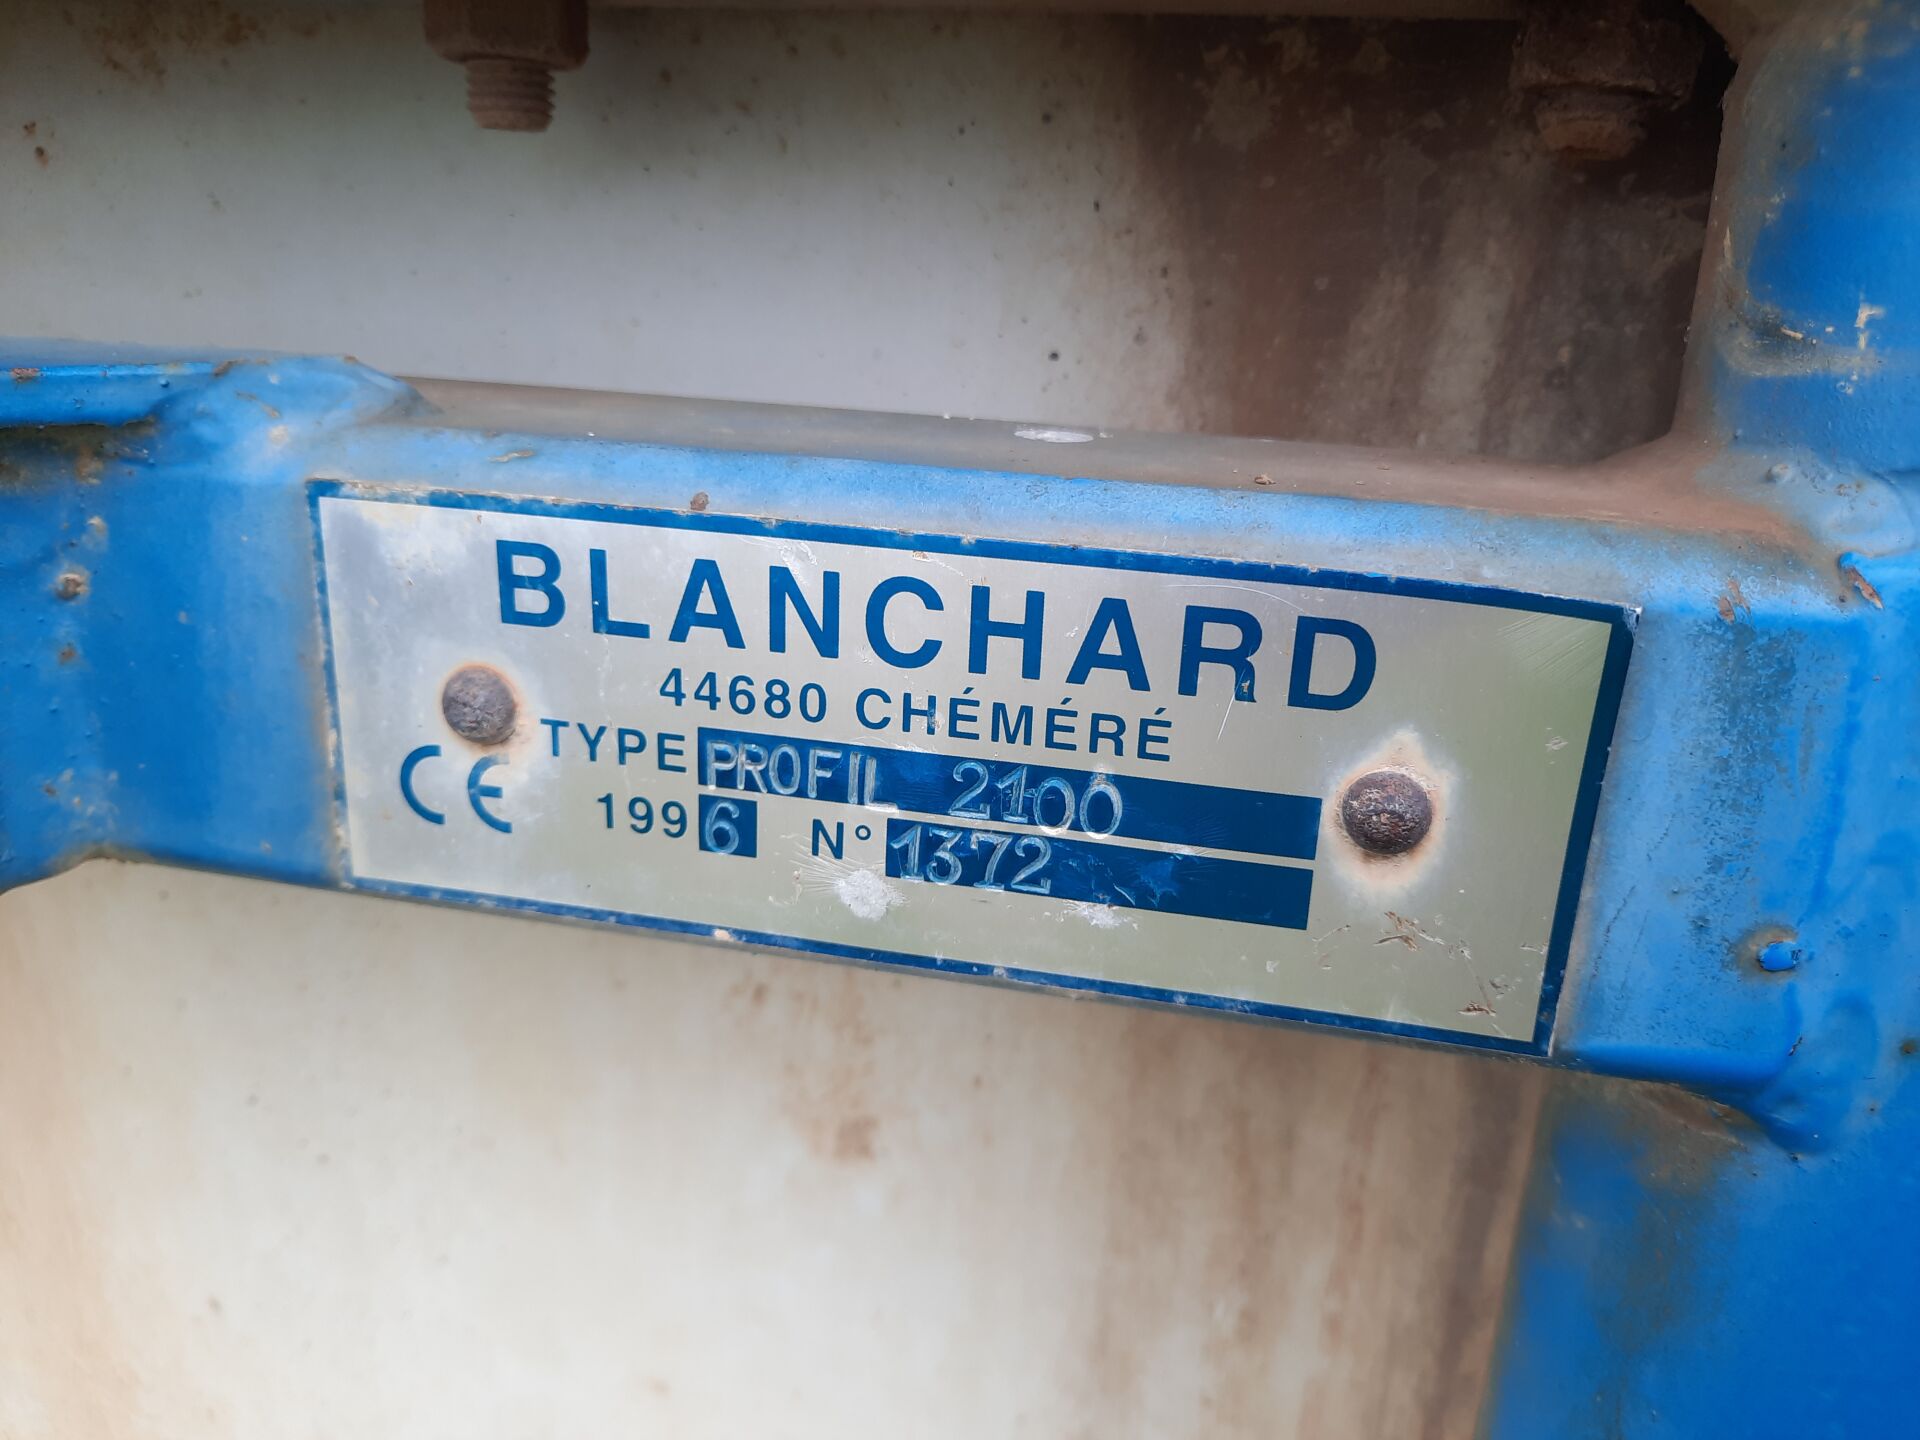 BLANCHARD
44680 CHÉMÉRÉ
TYPE PROFIL 2100
CE 1996 N° 1372